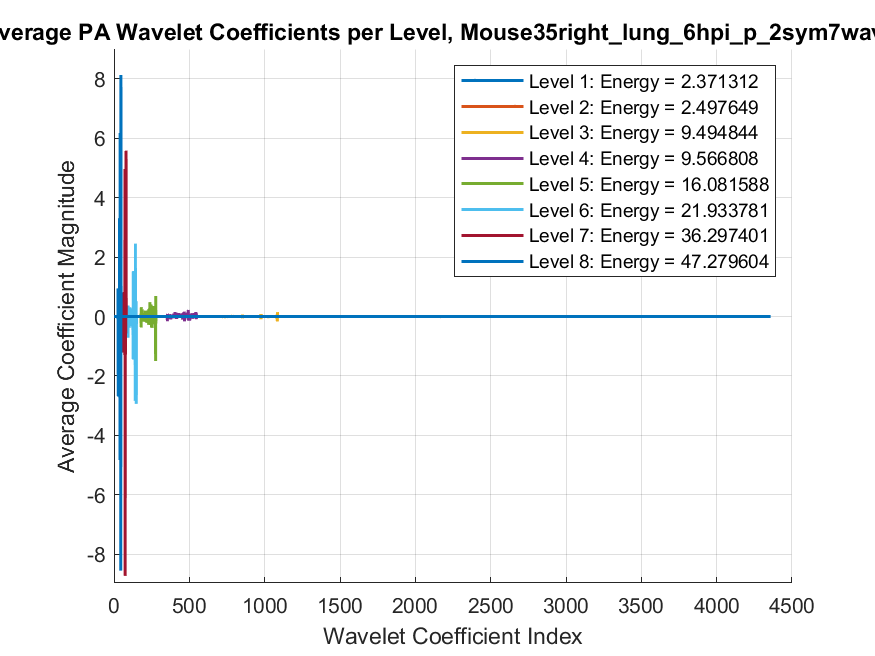 verage PA Wavelet Coefficients per Level, Mouse35right_lung_6hpi_p_2sym7wav
Level 1: Energy = 2.371312
Level 2: Energy = 2.497649
Level 3: Energy = 9.494844
Level 4: Energy = 9.566808
Level 5: Energy = 16.081588
Level 6: Energy = 21.933781
Level 7: Energy = 36.297401
Level 8: Energy = 47.279604
Average Coefficient Magnitude
8
6
4
2
0
-2
-4
-6
-8
0 500 1000 1500 2000 2500 3000 3500 4000 4500
Wavelet Coefficient Index